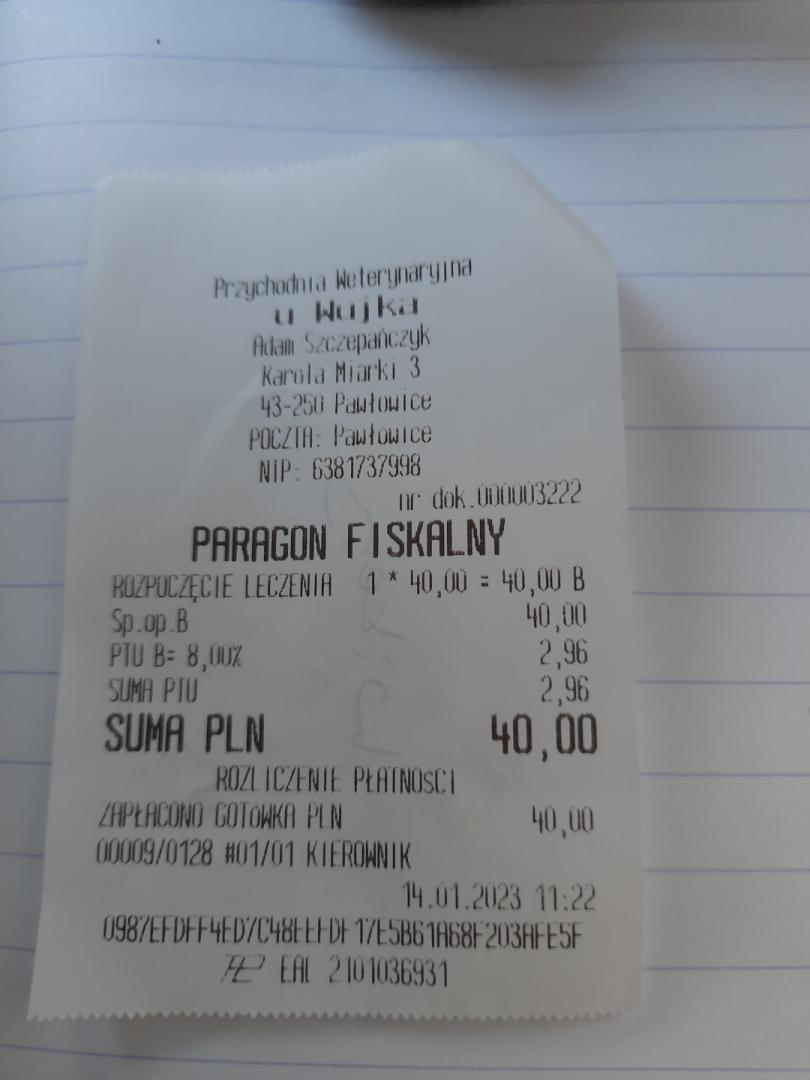 Przychodnia Weterynaryjna
u Wujka
Adam Szczepańczyk
Karola Miarki 3
43-250 Pawłowice
POCZTA: Pawłowice
NIP: 6381737998
nr dok.000003222
PARAGON FISKALNY
ROZPOCZĘCIE LECZENIA 1 * 40,00 = 40,00 B
Sp.op.B 40,00
PTU B= 8,00% 2,96
SUMA PTU 2,96
SUMA PLN 40,00
ROZLICZENIE PŁATNOŚCI
ZAPŁACONO GOTÓWKA PLN 40,00
00009/0128 #01/01 KIEROWNIK
14.01.2023 11:22
EAL 2101036931